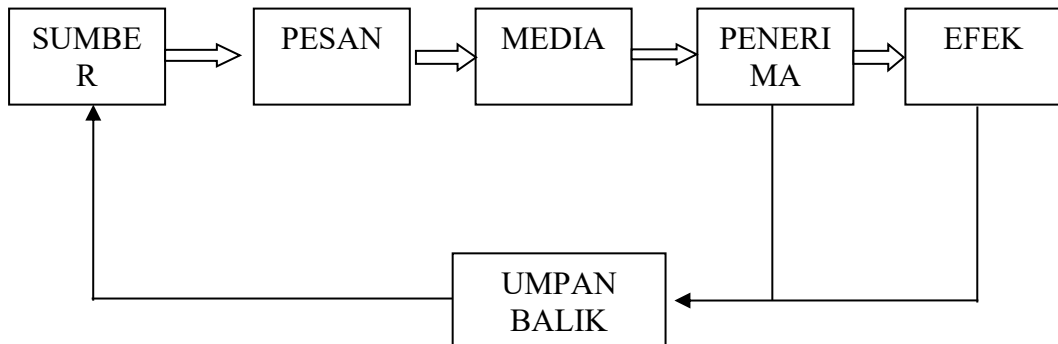 SUMBE
R
PESAN
MEDIA
PENERI
MA
EFEK
UMPAN
BALIK